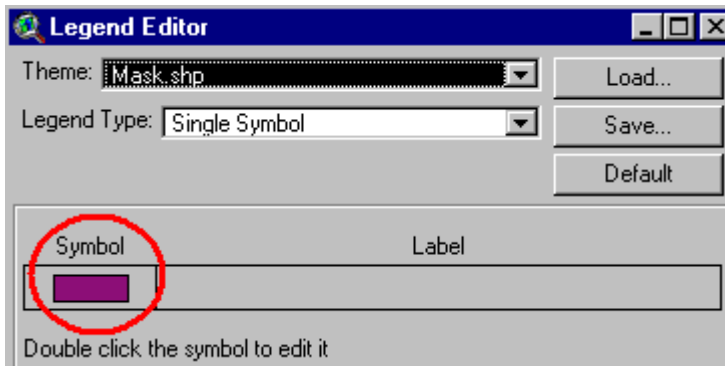 Legend Editor
Theme: Mask.shp
Load...
Legend Type: Single Symbol
Save...
Default
Symbol Label
Double click the symbol to edit it